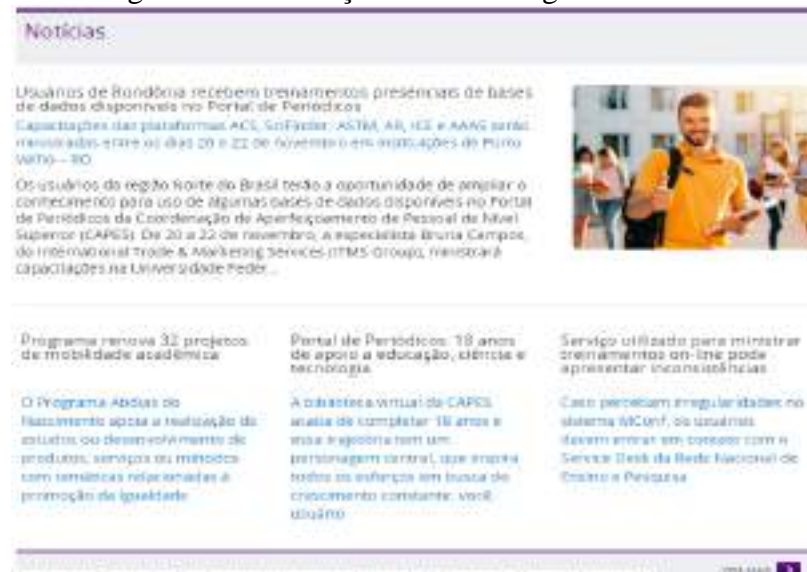 Notícias
Usuários de Rondônia recebem treinamentos presenciais de bases
de dados disponíveis no Portal de Periódicos
Capacitações das plataformas ACS, SciFinder, ASTM, AR, ICE e AAAS serão
ministradas entre os dias 20 e 22 de novembro em instituições de Porto
Velho – RO
Os usuários da região Norte do Brasil terão a oportunidade de ampliar o
conhecimento para uso de algumas bases de dados disponíveis no Portal
de Periódicos da Coordenação de Aperfeiçoamento de Pessoal de Nível
Superior (CAPES). De 20 a 22 de novembro, a especialista Bruna Campos,
do International Trade & Marketing Services (ITMS Group), ministrará
capacitações na Universidade Feder...
Programa renova 32 projetos
de mobilidade acadêmica
O Programa Abdias do
Nascimento apoia a realização de
estudos ou desenvolvimento de
produtos, serviços ou métodos
com temáticas relacionadas à
promoção da igualdade
Portal de Periódicos: 18 anos
de apoio a educação, ciência e
tecnologia
A biblioteca virtual da CAPES
acaba de completar 18 anos e
essa trajetória tem um
personagem central, que inspira
todos os esforços em busca do
crescimento constante: você,
usuário
Serviço utilizado para ministrar
treinamentos on-line pode
apresentar inconsistências
Caso percebam irregularidades no
sistema MConf, os usuários
devem entrar em contato com o
Service Desk da Rede Nacional de
Ensino e Pesquisa